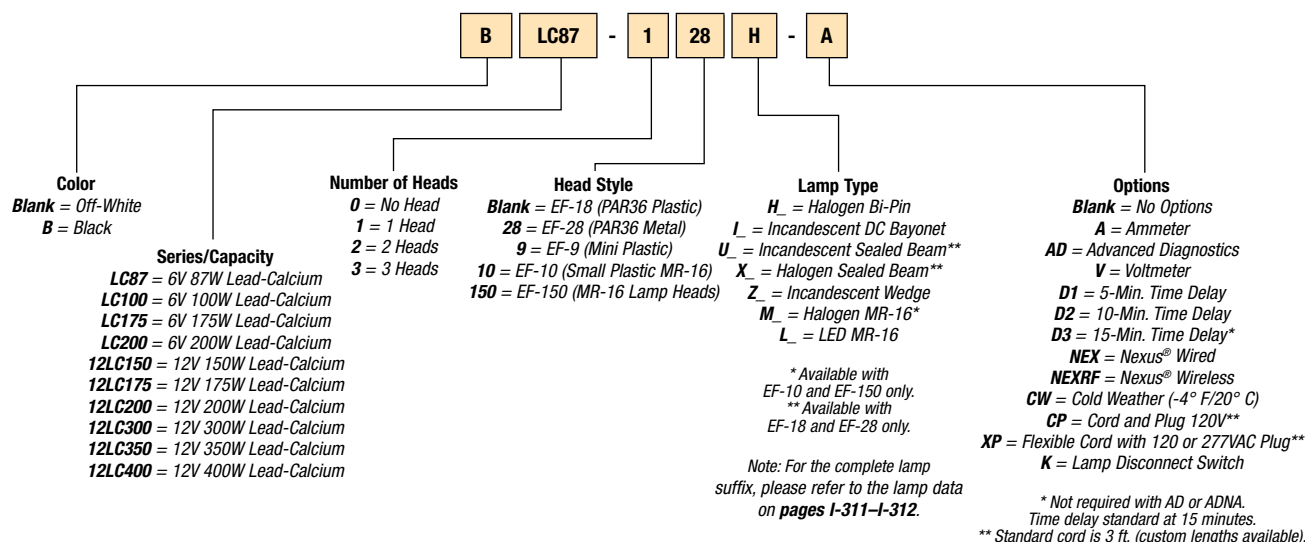 B LC87 - 1 28 H - A
Color
Blank = Off-White
B = Black
Series/Capacity
LC87 = 6V 87W Lead-Calcium
LC100 = 6V 100W Lead-Calcium
LC175 = 6V 175W Lead-Calcium
LC200 = 6V 200W Lead-Calcium
12LC150 = 12V 150W Lead-Calcium
12LC175 = 12V 175W Lead-Calcium
12LC200 = 12V 200W Lead-Calcium
12LC300 = 12V 300W Lead-Calcium
12LC350 = 12V 350W Lead-Calcium
12LC400 = 12V 400W Lead-Calcium
Number of Heads
0 = No Head
1 = 1 Head
2 = 2 Heads
3 = 3 Heads
Head Style
Blank = EF-18 (PAR36 Plastic)
28 = EF-28 (PAR36 Metal)
9 = EF-9 (Mini Plastic)
10 = EF-10 (Small Plastic MR-16)
150 = EF-150 (MR-16 Lamp Heads)
Lamp Type
H_ = Halogen Bi-Pin
I_ = Incandescent DC Bayonet
U_ = Incandescent Sealed Beam**
X_ = Halogen Sealed Beam**
Z_ = Incandescent Wedge
M_ = Halogen MR-16*
L_ = LED MR-16
* Available with
EF-10 and EF-150 only.
** Available with
EF-18 and EF-28 only.
Note: For the complete lamp
suffix, please refer to the lamp data
on pages I-311–I-312.
Options
Blank = No Options
A = Ammeter
AD = Advanced Diagnostics
V = Voltmeter
D1 = 5-Min. Time Delay
D2 = 10-Min. Time Delay
D3 = 15-Min. Time Delay*
NEX = Nexus® Wired
NEXRF = Nexus® Wireless
CW = Cold Weather (-4° F/20° C)
CP = Cord and Plug 120V**
XP = Flexible Cord with 120 or 277VAC Plug**
K = Lamp Disconnect Switch
* Not required with AD or ADNA.
Time delay standard at 15 minutes.
** Standard cord is 3 ft. (custom lengths available).